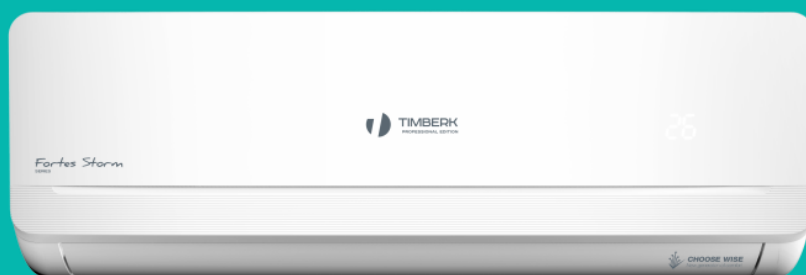 TIMBERK
PROFESSIONAL EDITION
26
Fortes Storm
SERIES
CHOOSE WISE